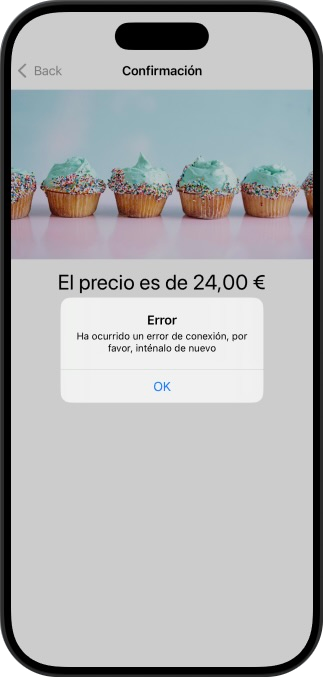 Back
Confirmación
El precio es de 24,00 €
Error
Ha ocurrido un error de conexión, por
favor, inténalo de nuevo
OK